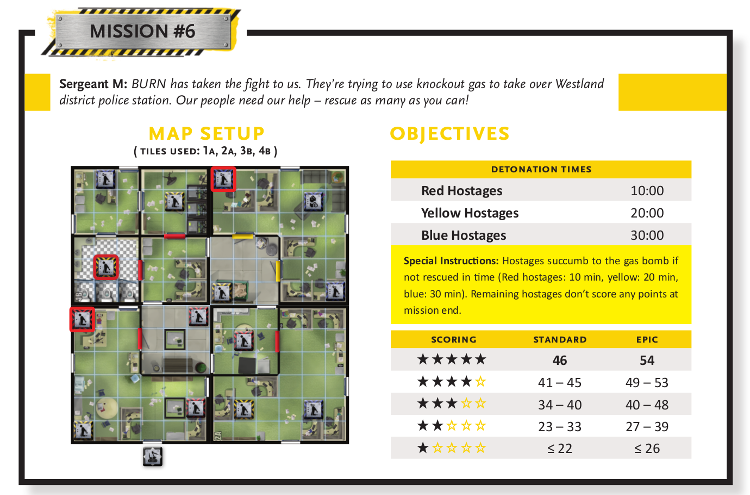 MISSION #6
Sergeant M: BURN has taken the fight to us. They're trying to use knockout gas to take over Westland
district police station. Our people need our help – rescue as many as you can!
MAP SETUP
( TILES USED: 1A, 2A, 3B, 4B )
OBJECTIVES
DETONATION TIMES
Red Hostages 10:00
Yellow Hostages 20:00
Blue Hostages 30:00
Special Instructions: Hostages succumb to the gas bomb if
not rescued in time (Red hostages: 10 min, yellow: 20 min,
blue: 30 min). Remaining hostages don't score any points at
mission end.
SCORING STANDARD EPIC
★★★★★ 46 54
★★★★☆ 41 – 45 49 – 53
★★★☆☆ 34 – 40 40 – 48
★★☆☆☆ 23 – 33 27 – 39
★☆☆☆☆ ≤ 22 ≤ 26